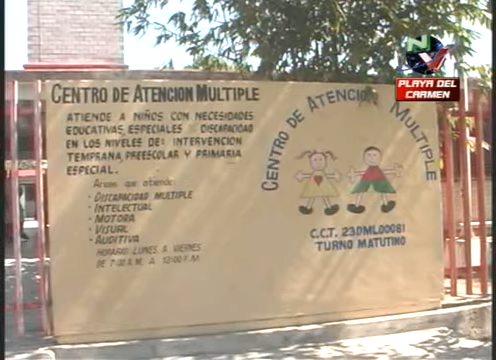 CENTRO DE ATENCION MULTIPLE
ATIENDE A NIÑOS CON NECESIDADES
EDUCATIVAS ESPECIALES DISCAPACIDAD
EN LOS NIVELES DE: INTERVENCION
TEMPRANA, PREESCOLAR Y PRIMARIA
ESPECIAL.
Areas que atiende:
• DISCAPACIDAD MULTIPLE
• INTELECTUAL
• MOTORA
• VISUAL
• AUDITIVA
HORARIO: LUNES A VIERNES
DE 7:00 A.M. A 12:00 P.M.
CENTRO DE ATENCION MULTIPLE
C.C.T. 23DML0008I
TURNO MATUTINO
N
PLAYA DEL
CARMEN